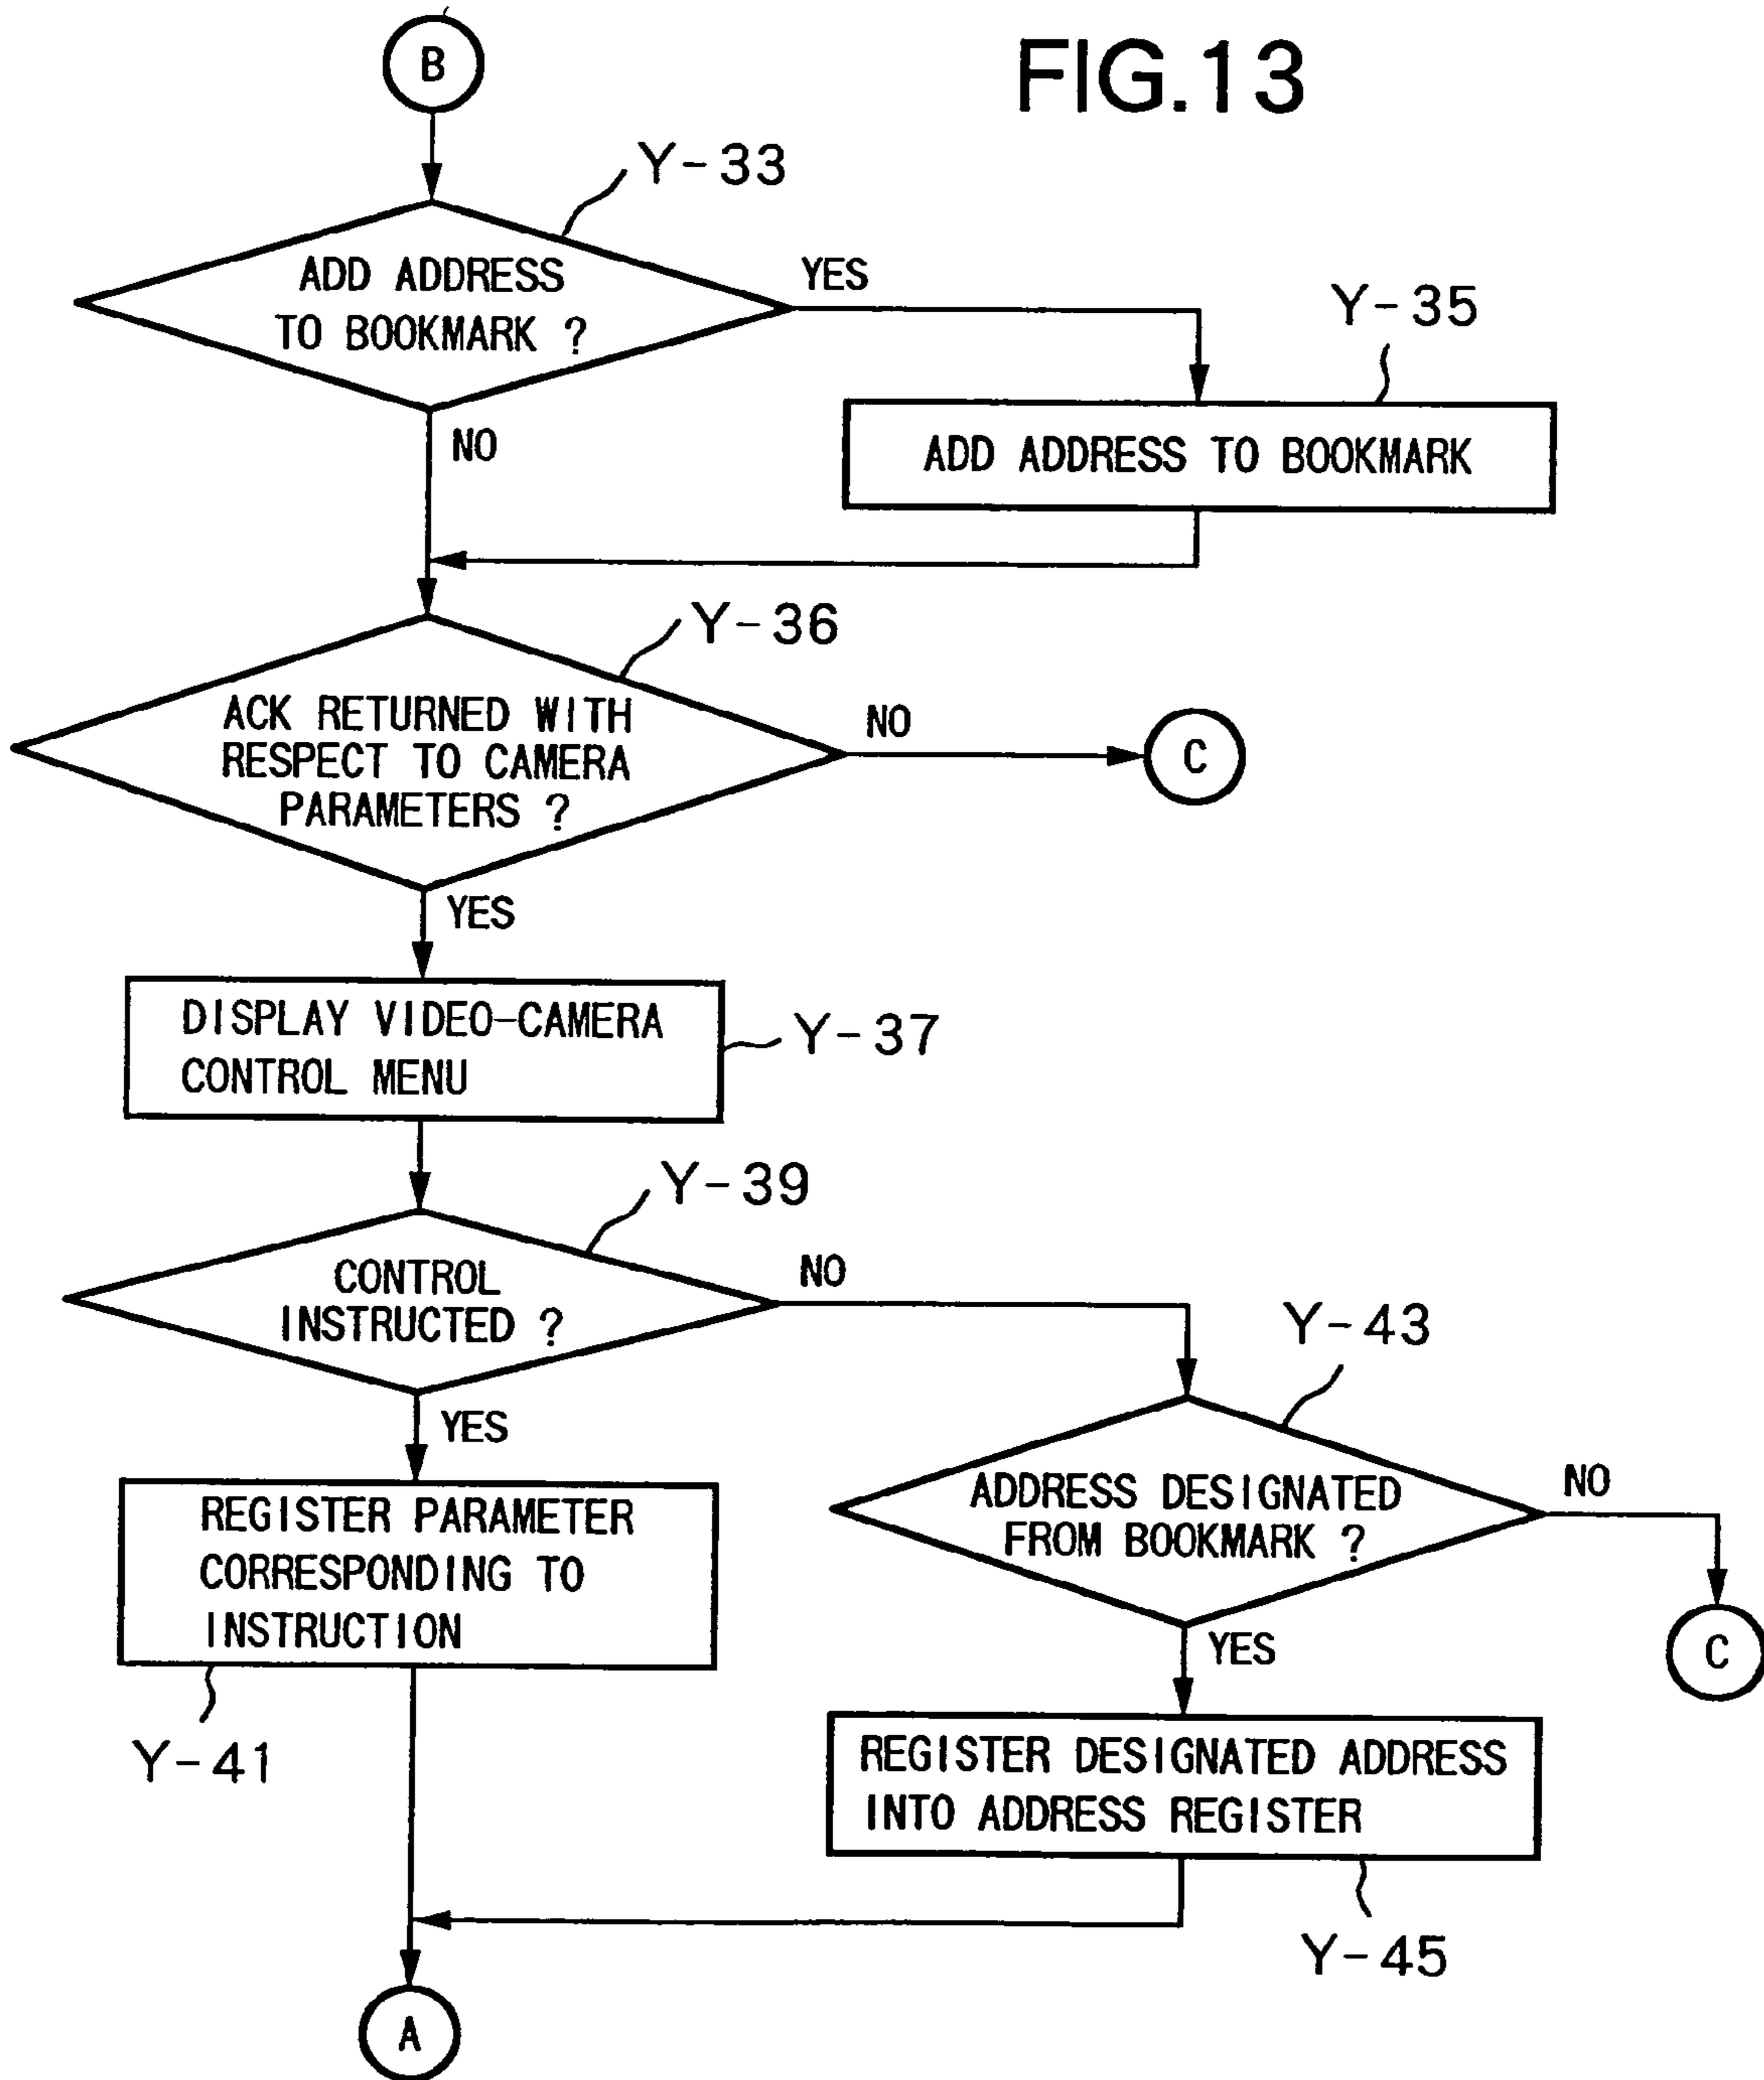 FIG.13
B
Y-33
ADD ADDRESS
TO BOOKMARK ?
YES
NO
Y-35
ADD ADDRESS TO BOOKMARK
Y-36
ACK RETURNED WITH
RESPECT TO CAMERA
PARAMETERS ?
NO
C
YES
DISPLAY VIDEO-CAMERA
CONTROL MENU
Y-37
Y-39
CONTROL
INSTRUCTED ?
NO
YES
Y-43
ADDRESS DESIGNATED
FROM BOOKMARK ?
NO
C
YES
REGISTER PARAMETER
CORRESPONDING TO
INSTRUCTION
Y-41
REGISTER DESIGNATED ADDRESS
INTO ADDRESS REGISTER
Y-45
A